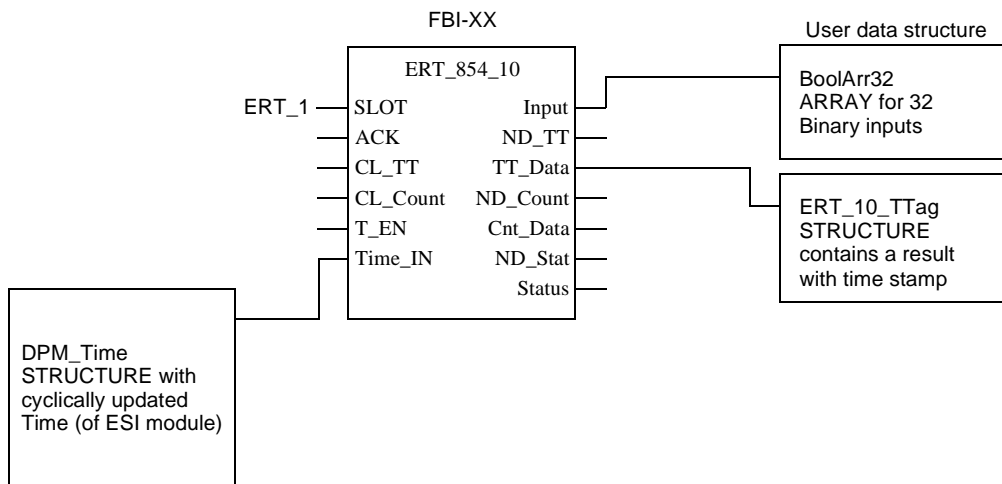 FBI-XX
User data structure
ERT_854_10
ERT_1
SLOT
Input
ACK
ND_TT
CL_TT
TT_Data
CL_Count
ND_Count
T_EN
Cnt_Data
Time_IN
ND_Stat
Status
BoolArr32
ARRAY for 32
Binary inputs
ERT_10_TTag
STRUCTURE
contains a result
with time stamp
DPM_Time
STRUCTURE with
cyclically updated
Time (of ESI module)